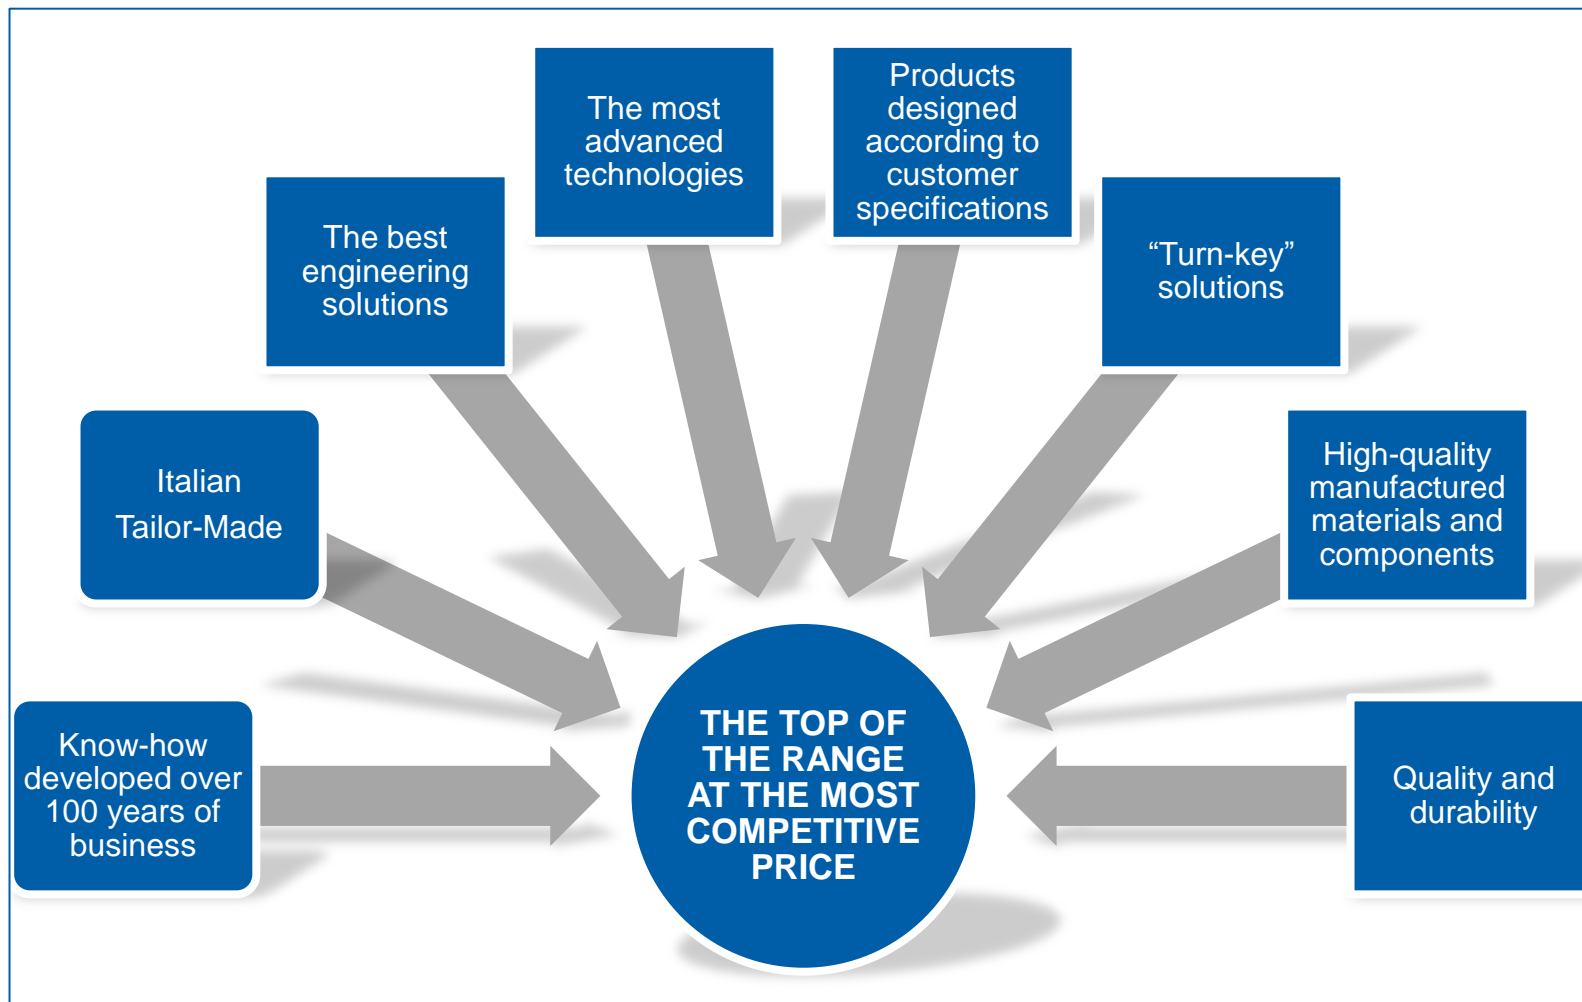 The most
advanced
technologies
Products
designed
according to
customer
specifications
The best
engineering
solutions
“Turn-key”
solutions
Italian
Tailor-Made
High-quality
manufactured
materials and
components
Know-how
developed over
100 years of
business
THE TOP OF
THE RANGE
AT THE MOST
COMPETITIVE
PRICE
Quality and
durability